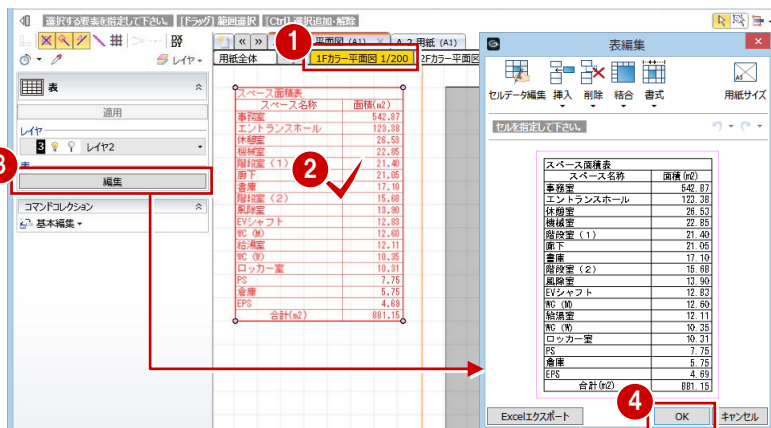 選択する要素を指定して下さい。 [[ドラッグ] 範囲選択 [[Ctrl] 選択追加・解除
レイヤ
表
適用
レイヤ
3 レイヤ2
表
編集
3
コマンドコレクション
基本編集
1
平面図 (A1) A-2 用紙 (A1)
用紙全体 1Fカラー平面図 1/200 2Fカラー平面図
2
スペース面積表
スペース名称 面積(m2)
事務室 542.87
エントランスホール 123.38
休憩室 26.53
機械室 22.85
階段室（1） 21.40
廊下 21.05
書庫 17.10
階段室（2） 15.68
風除室 13.90
EVシャフト 12.83
WC (M) 12.60
給湯室 12.11
WC (W) 10.35
ロッカー室 10.31
PS 7.75
倉庫 5.75
EPS 4.69
合計(m2) 881.15
表編集
×
セルデータ編集 挿入 削除 結合 書式 用紙サイズ
セルを指定して下さい。
スペース面積表
スペース名称 面積(m2)
事務室 542.87
エントランスホール 123.38
休憩室 26.53
機械室 22.85
階段室（1） 21.40
廊下 21.05
書庫 17.10
階段室（2） 15.68
風除室 13.90
EVシャフト 12.83
WC (M) 12.60
給湯室 12.11
WC (W) 10.35
ロッカー室 10.31
PS 7.75
倉庫 5.75
EPS 4.69
合計(m2) 881.15
4
Excelエクスポート OK キャンセル